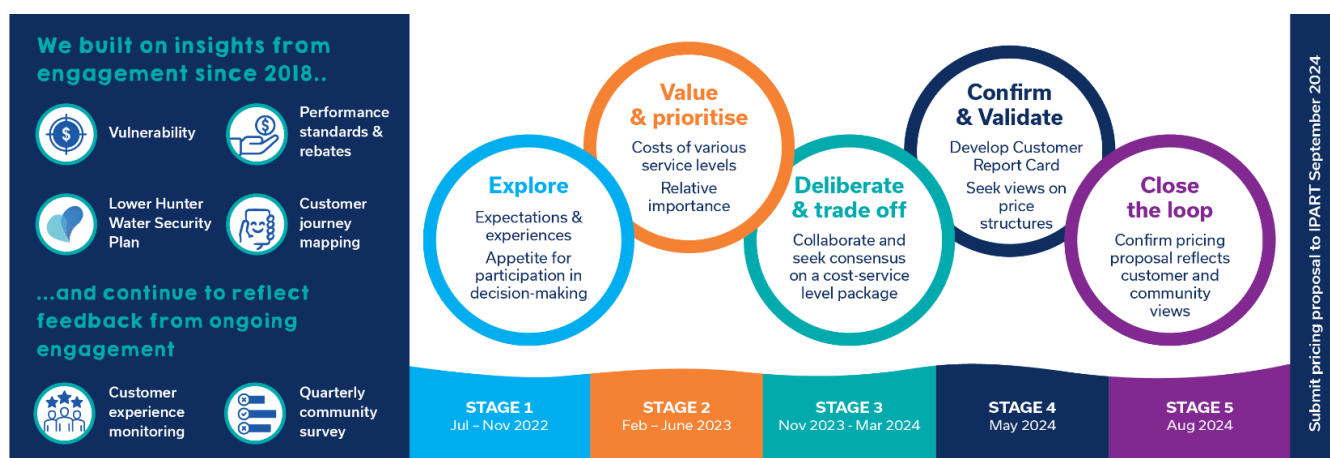 We built on insights from
engagement since 2018..
Vulnerability
Performance
standards &
rebates
Lower Hunter
Water Security
Plan
Customer
journey
mapping
...and continue to reflect
feedback from ongoing
engagement
Customer
experience
monitoring
Quarterly
community
survey
Explore
Expectations &
experiences
Appetite for
participation in
decision-making
Value
& prioritise
Costs of various
service levels
Relative
importance
Deliberate
& trade off
Collaborate and
seek consensus
on a cost-service
level package
Confirm
& Validate
Develop Customer
Report Card
Seek views on
price
structures
Close
the loop
Confirm pricing
proposal reflects
customer and
community
views
STAGE 1
Jul – Nov 2022
STAGE 2
Feb – June 2023
STAGE 3
Nov 2023 - Mar 2024
STAGE 4
May 2024
STAGE 5
Aug 2024
Submit pricing proposal to IPART September 2024